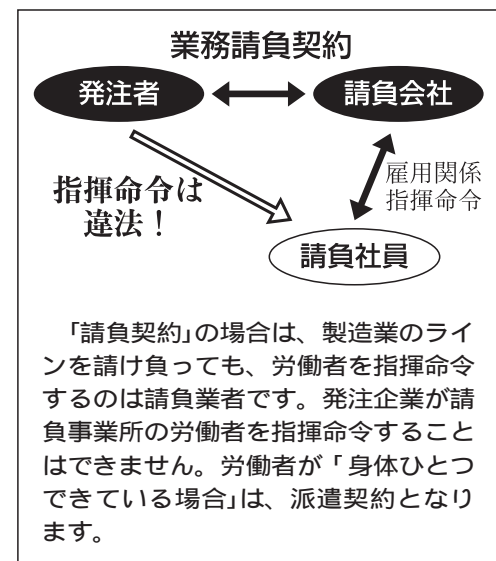 業務請負契約
発注者
請負会社
指揮命令は
違法！
雇用関係
指揮命令
請負社員
「請負契約」の場合は、製造業のライ
ンを請け負っても、労働者を指揮命令
するのは請負業者です。発注企業が請
負事業所の労働者を指揮命令すること
はできません。労働者が「身体ひとつ
できている場合」は、派遣契約となり
ます。